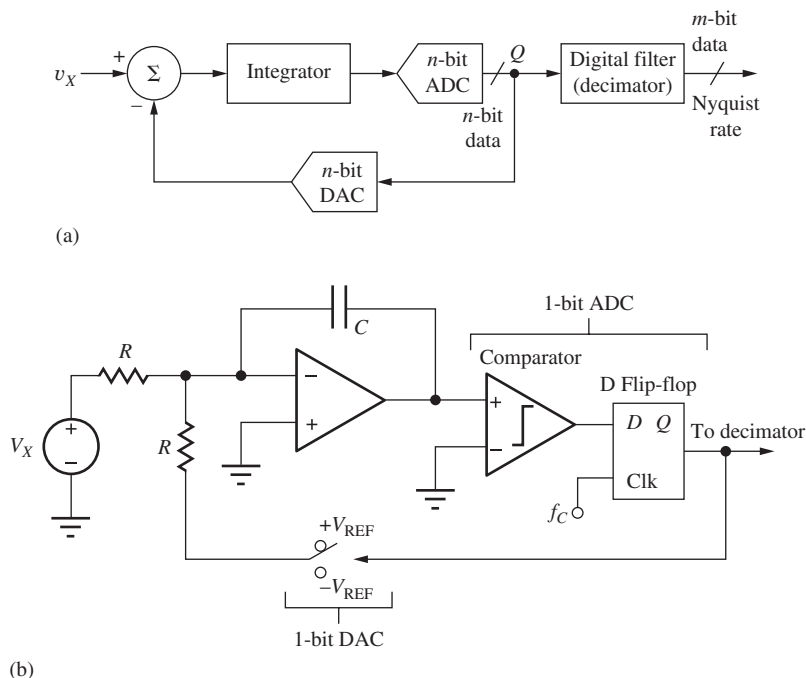 m-bit
data
n-bit
ADC
Q
+
Σ
Integrator
Digital filter
(decimator)
v_X
−
n-bit
data
Nyquist
rate
n-bit
DAC
(a)
1-bit ADC
C
R
Comparator
D Flip-flop
−
+
+
−
D Q
To decimator
V_X
+
−
R
Clk
f_C
+V_REF
−V_REF
1-bit DAC
(b)